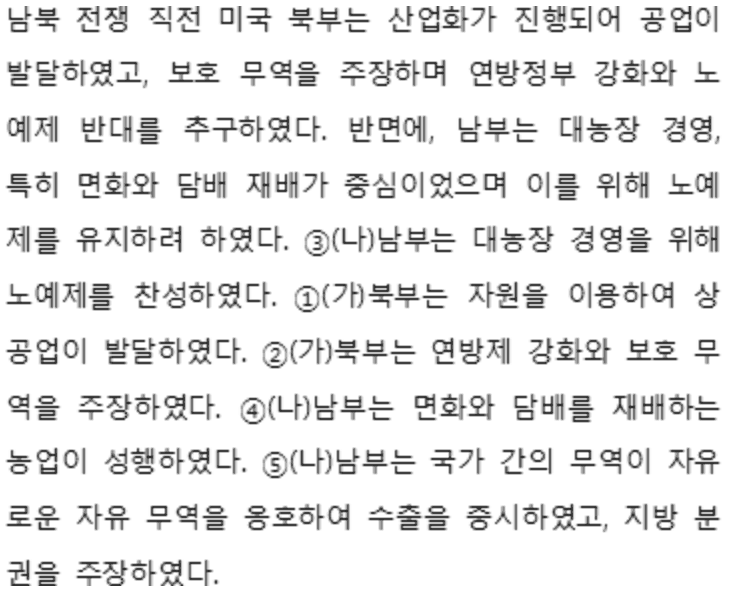 남북 전쟁 직전 미국 북부는 산업화가 진행되어 공업이
발달하였고, 보호 무역을 주장하며 연방정부 강화와 노
예제 반대를 추구하였다. 반면에, 남부는 대농장 경영,
특히 면화와 담배 재배가 중심이었으며 이를 위해 노예
제를 유지하려 하였다. ③(나)남부는 대농장 경영을 위해
노예제를 찬성하였다. ①(가)북부는 자원을 이용하여 상
공업이 발달하였다. ②(가)북부는 연방제 강화와 보호 무
역을 주장하였다. ④(나)남부는 면화와 담배를 재배하는
농업이 성행하였다. ⑤(나)남부는 국가 간의 무역이 자유
로운 자유 무역을 옹호하여 수출을 중시하였고, 지방 분
권을 주장하였다.